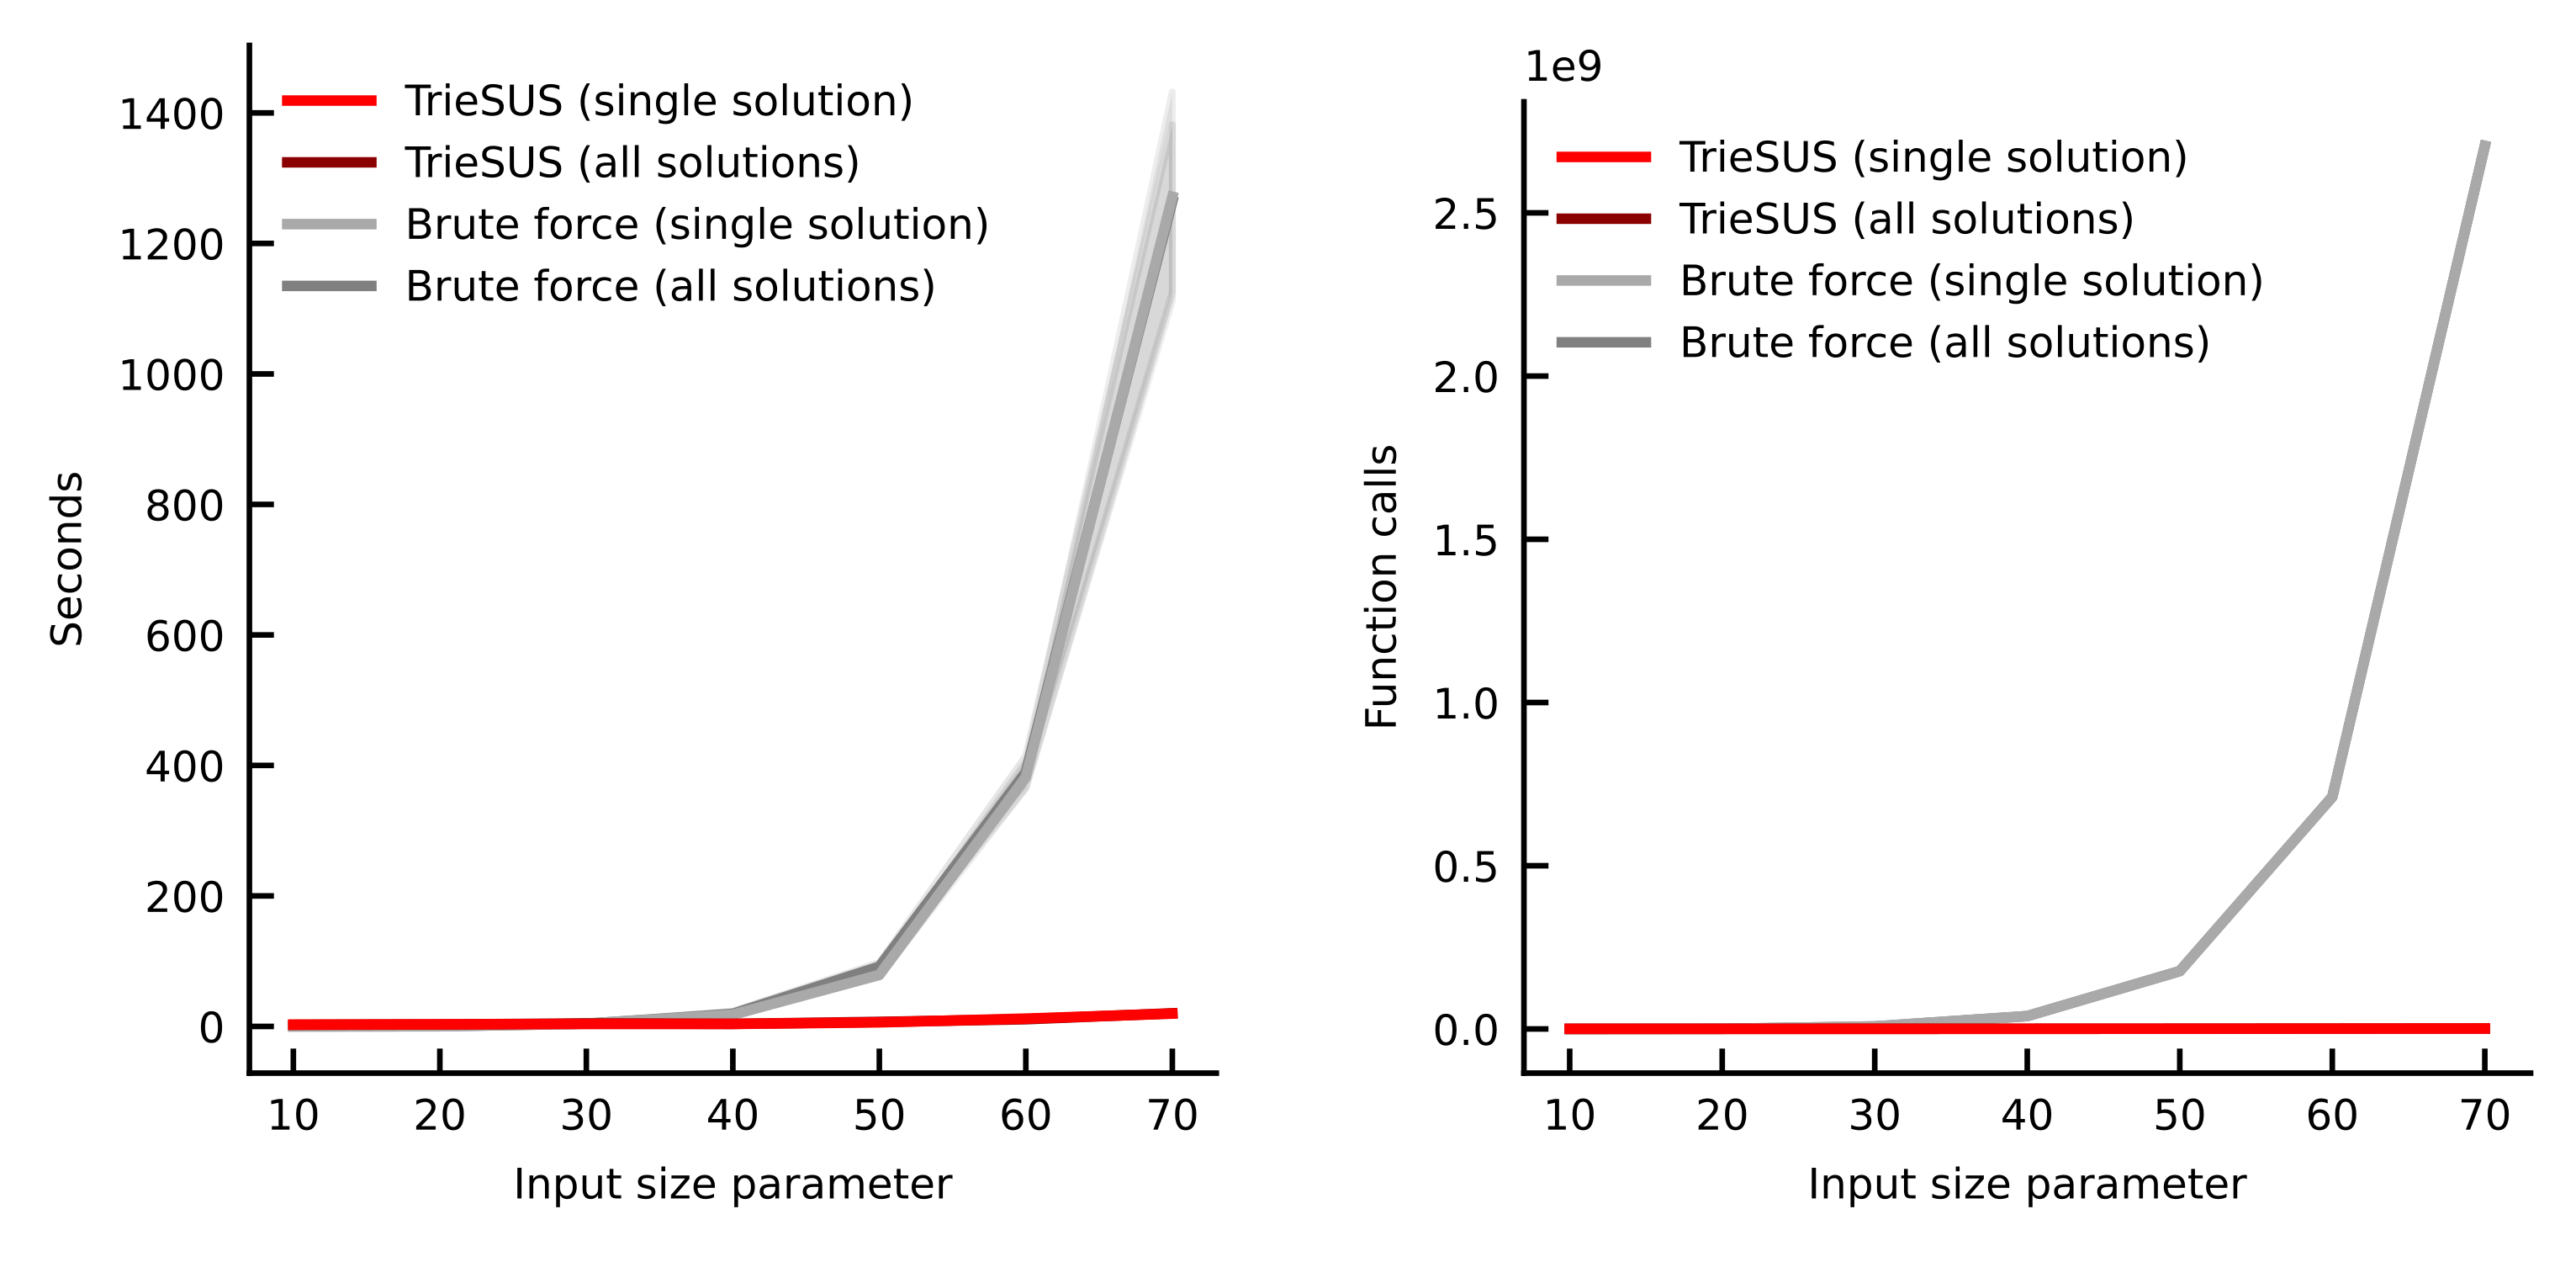 TrieSUS (single solution)
TrieSUS (all solutions)
Brute force (single solution)
Brute force (all solutions)
1400
1200
1000
800
600
400
200
0
Seconds
10 20 30 40 50 60 70
Input size parameter
1e9
TrieSUS (single solution)
TrieSUS (all solutions)
Brute force (single solution)
Brute force (all solutions)
2.5
2.0
1.5
1.0
0.5
0.0
Function calls
10 20 30 40 50 60 70
Input size parameter